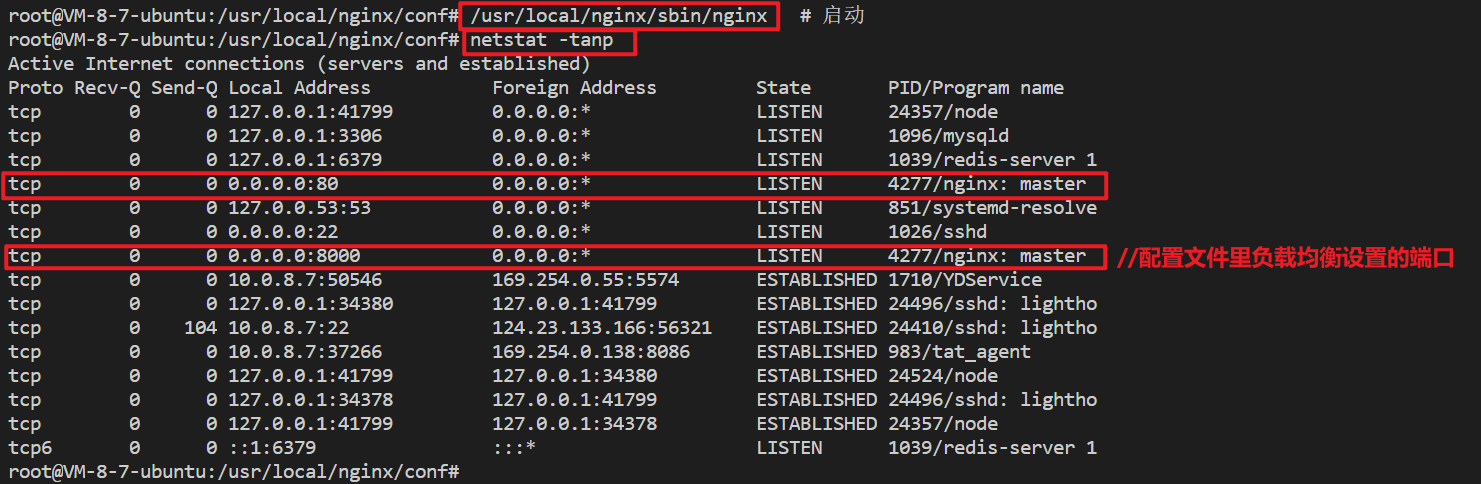 root@VM-8-7-ubuntu:/usr/local/nginx/conf# /usr/local/nginx/sbin/nginx   # 启动
root@VM-8-7-ubuntu:/usr/local/nginx/conf# netstat -tanp
Active Internet connections (servers and established)
Proto Recv-Q Send-Q Local Address           Foreign Address         State       PID/Program name
tcp        0      0 127.0.0.1:41799         0.0.0.0:*               LISTEN      24357/node
tcp        0      0 127.0.0.1:3306          0.0.0.0:*               LISTEN      1096/mysqld
tcp        0      0 127.0.0.1:6379          0.0.0.0:*               LISTEN      1039/redis-server 1
tcp        0      0 0.0.0.0:80              0.0.0.0:*               LISTEN      4277/nginx: master
tcp        0      0 127.0.0.53:53           0.0.0.0:*               LISTEN      851/systemd-resolve
tcp        0      0 0.0.0.0:22              0.0.0.0:*               LISTEN      1026/sshd
tcp        0      0 0.0.0.0:8000            0.0.0.0:*               LISTEN      4277/nginx: master   //配置文件里负载均衡设置的端口
tcp        0      0 10.0.8.7:50546          169.254.0.55:5574       ESTABLISHED 1710/YDService
tcp        0      0 127.0.0.1:34380         127.0.0.1:41799         ESTABLISHED 24496/sshd: lightho
tcp        0    104 10.0.8.7:22             124.23.133.166:56321    ESTABLISHED 24410/sshd: lightho
tcp        0      0 10.0.8.7:37266          169.254.0.138:8086      ESTABLISHED 983/tat_agent
tcp        0      0 127.0.0.1:41799         127.0.0.1:34380         ESTABLISHED 24524/node
tcp        0      0 127.0.0.1:34378         127.0.0.1:41799         ESTABLISHED 24496/sshd: lightho
tcp        0      0 127.0.0.1:41799         127.0.0.1:34378         ESTABLISHED 24357/node
tcp6       0      0 ::1:6379                :::*                    LISTEN      1039/redis-server 1
root@VM-8-7-ubuntu:/usr/local/nginx/conf#